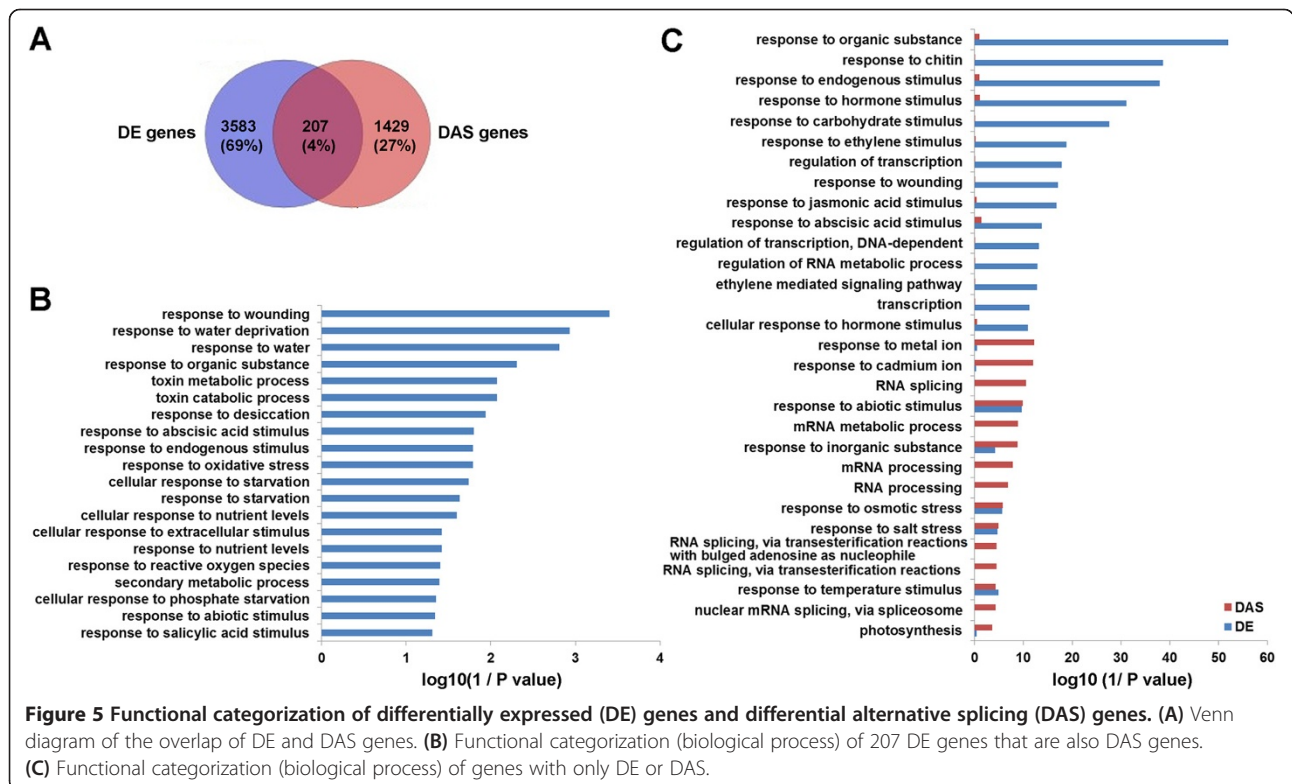 A
DE genes
3583
(69%)
207
(4%)
1429
(27%)
DAS genes
B
response to wounding
response to water deprivation
response to water
response to organic substance
toxin metabolic process
toxin catabolic process
response to desiccation
response to abscisic acid stimulus
response to endogenous stimulus
response to oxidative stress
cellular response to starvation
response to starvation
cellular response to nutrient levels
cellular response to extracellular stimulus
response to nutrient levels
response to reactive oxygen species
secondary metabolic process
cellular response to phosphate starvation
response to abiotic stimulus
response to salicylic acid stimulus
0 1 2 3 4
log10(1 / P value)
C
response to organic substance
response to chitin
response to endogenous stimulus
response to hormone stimulus
response to carbohydrate stimulus
response to ethylene stimulus
regulation of transcription
response to wounding
response to jasmonic acid stimulus
response to abscisic acid stimulus
regulation of transcription, DNA-dependent
regulation of RNA metabolic process
ethylene mediated signaling pathway
transcription
cellular response to hormone stimulus
response to metal ion
response to cadmium ion
RNA splicing
response to abiotic stimulus
mRNA metabolic process
response to inorganic substance
mRNA processing
RNA processing
response to osmotic stress
response to salt stress
RNA splicing, via transesterification reactions
with bulged adenosine as nucleophile
RNA splicing, via transesterification reactions
response to temperature stimulus
nuclear mRNA splicing, via spliceosome
photosynthesis
DAS
DE
0 10 20 30 40 50 60
log10 (1/ P value)
Figure 5 Functional categorization of differentially expressed (DE) genes and differential alternative splicing (DAS) genes. (A) Venn
diagram of the overlap of DE and DAS genes. (B) Functional categorization (biological process) of 207 DE genes that are also DAS genes.
(C) Functional categorization (biological process) of genes with only DE or DAS.